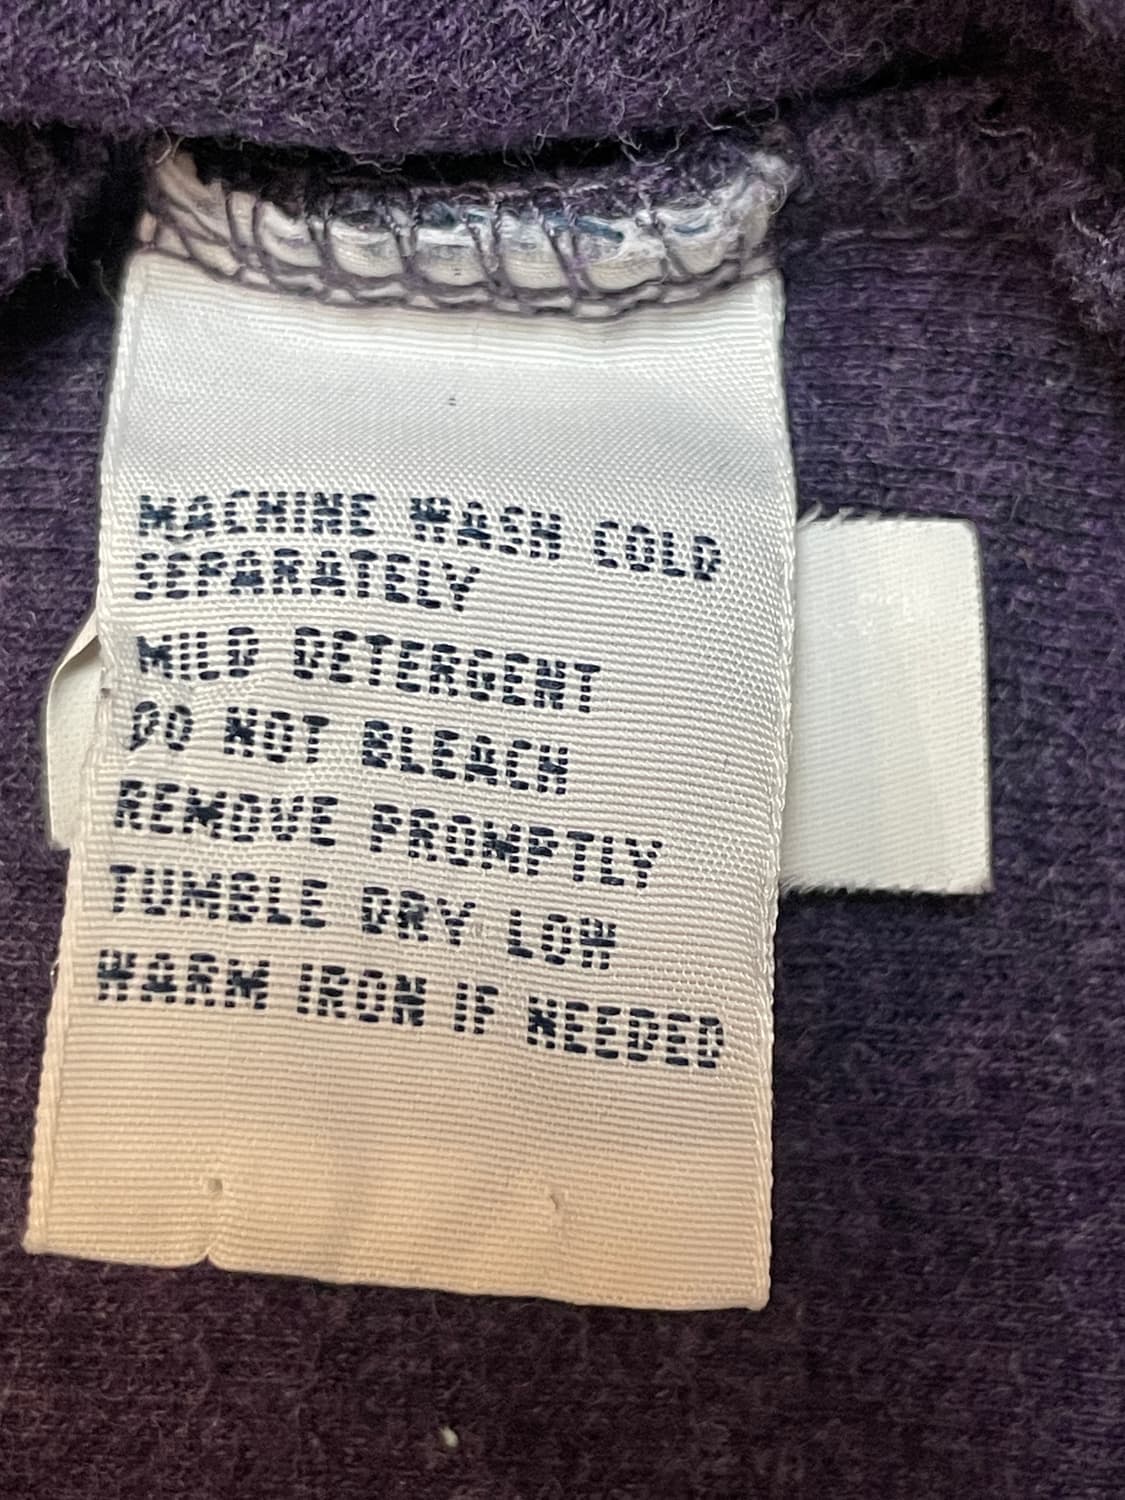 MACHINE WASH COLD
SEPARATELY
MILD DETERGENT
DO NOT BLEACH
REMOVE PROMPTLY
TUMBLE DRY LOW
WARM IRON IF NEEDED